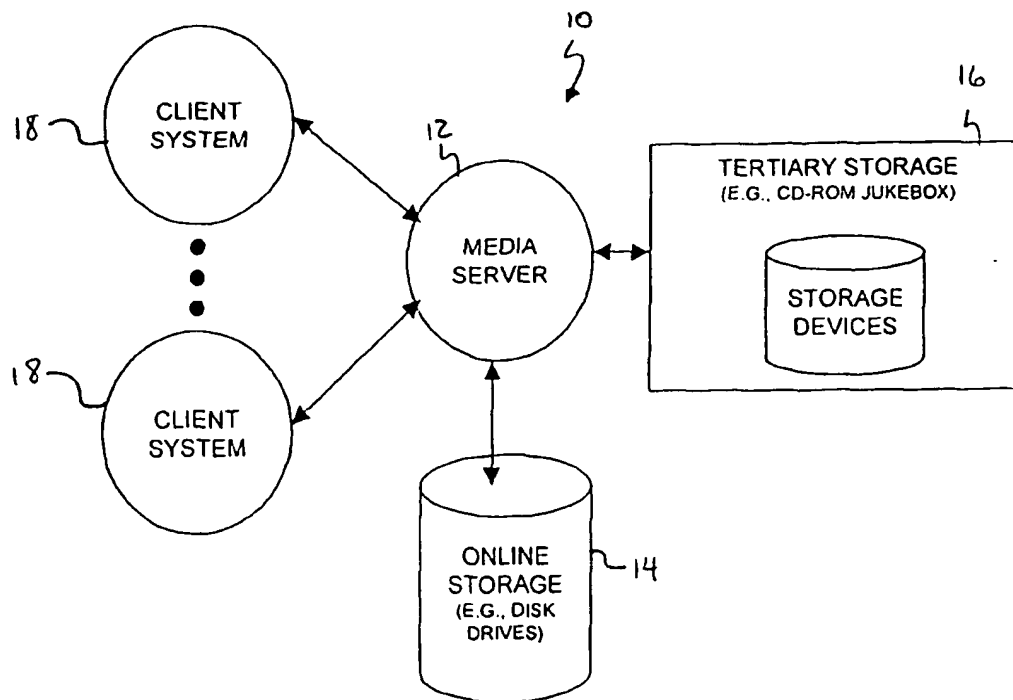 10
18
CLIENT
SYSTEM
12
16
TERTIARY STORAGE
(E.G., CD-ROM JUKEBOX)
MEDIA
SERVER
STORAGE
DEVICES
18
CLIENT
SYSTEM
ONLINE
STORAGE
(E.G., DISK
DRIVES)
14